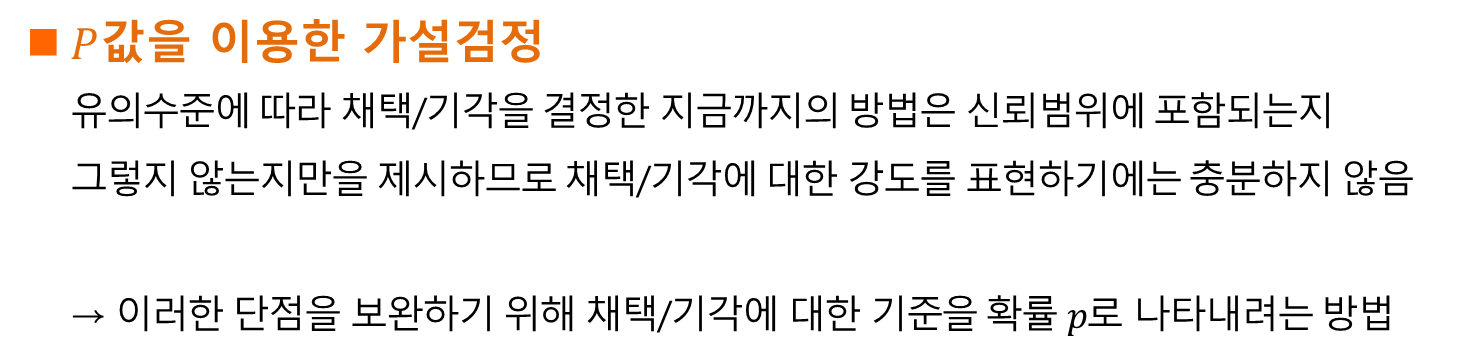 ■ P값을 이용한 가설검정
유의수준에 따라 채택/기각을 결정한 지금까지의 방법은 신뢰범위에 포함되는지
그렇지 않는지만을 제시하므로 채택/기각에 대한 강도를 표현하기에는 충분하지 않음
→ 이러한 단점을 보완하기 위해 채택/기각에 대한 기준을 확률 p로 나타내려는 방법